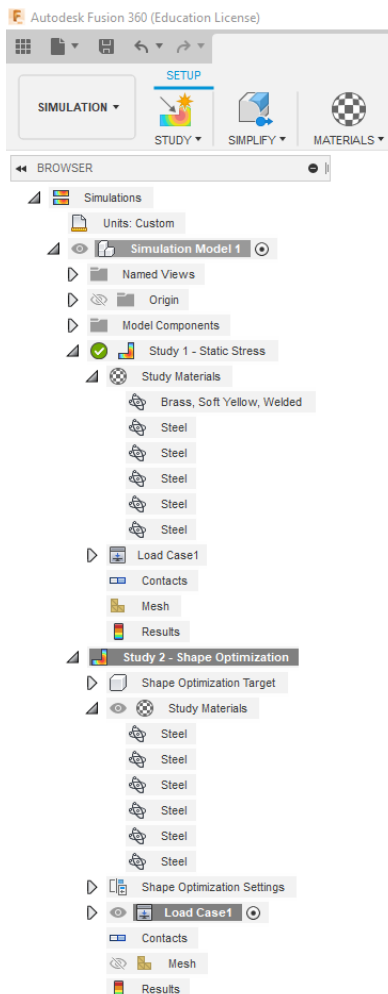 Autodesk Fusion 360 (Education License)
SETUP
SIMULATION
STUDY SIMPLIFY MATERIALS
BROWSER
Simulations
Units: Custom
Simulation Model 1
Named Views
Origin
Model Components
Study 1 - Static Stress
Study Materials
Brass, Soft Yellow, Welded
Steel
Steel
Steel
Steel
Steel
Load Case1
Contacts
Mesh
Results
Study 2 - Shape Optimization
Shape Optimization Target
Study Materials
Steel
Steel
Steel
Steel
Steel
Steel
Shape Optimization Settings
Load Case1
Contacts
Mesh
Results